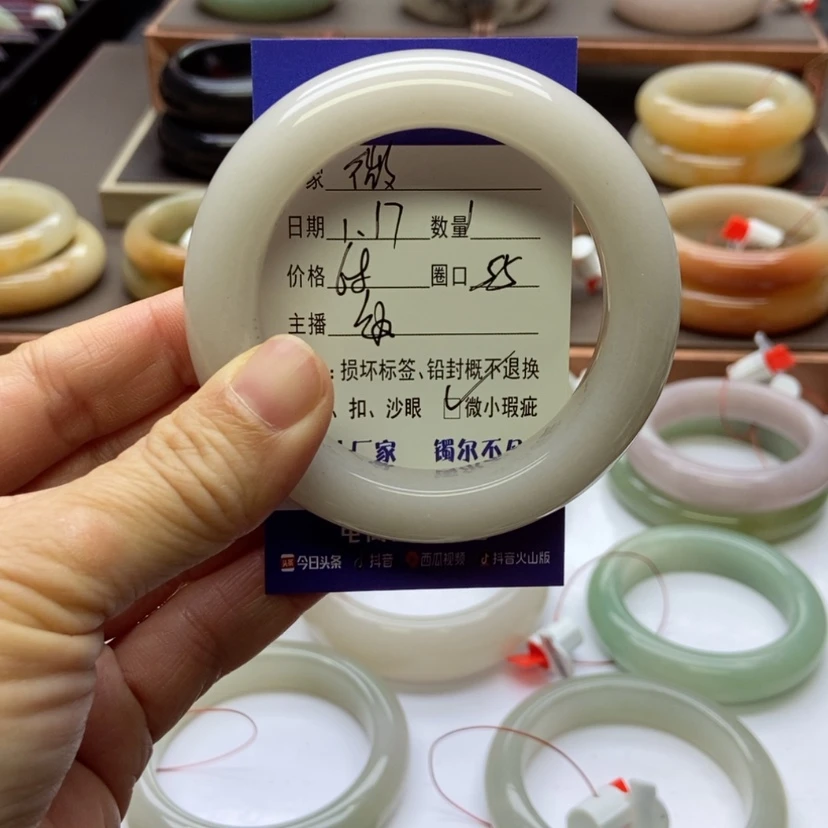 家 微
日期 1.17 数量 1
价格 68 圈口 55
主播
：损坏标签、铅封概不退换
、扣、沙眼 微小瑕疵
厂家 镯尔不凡
今日头条 抖音 西瓜视频 抖音火山版